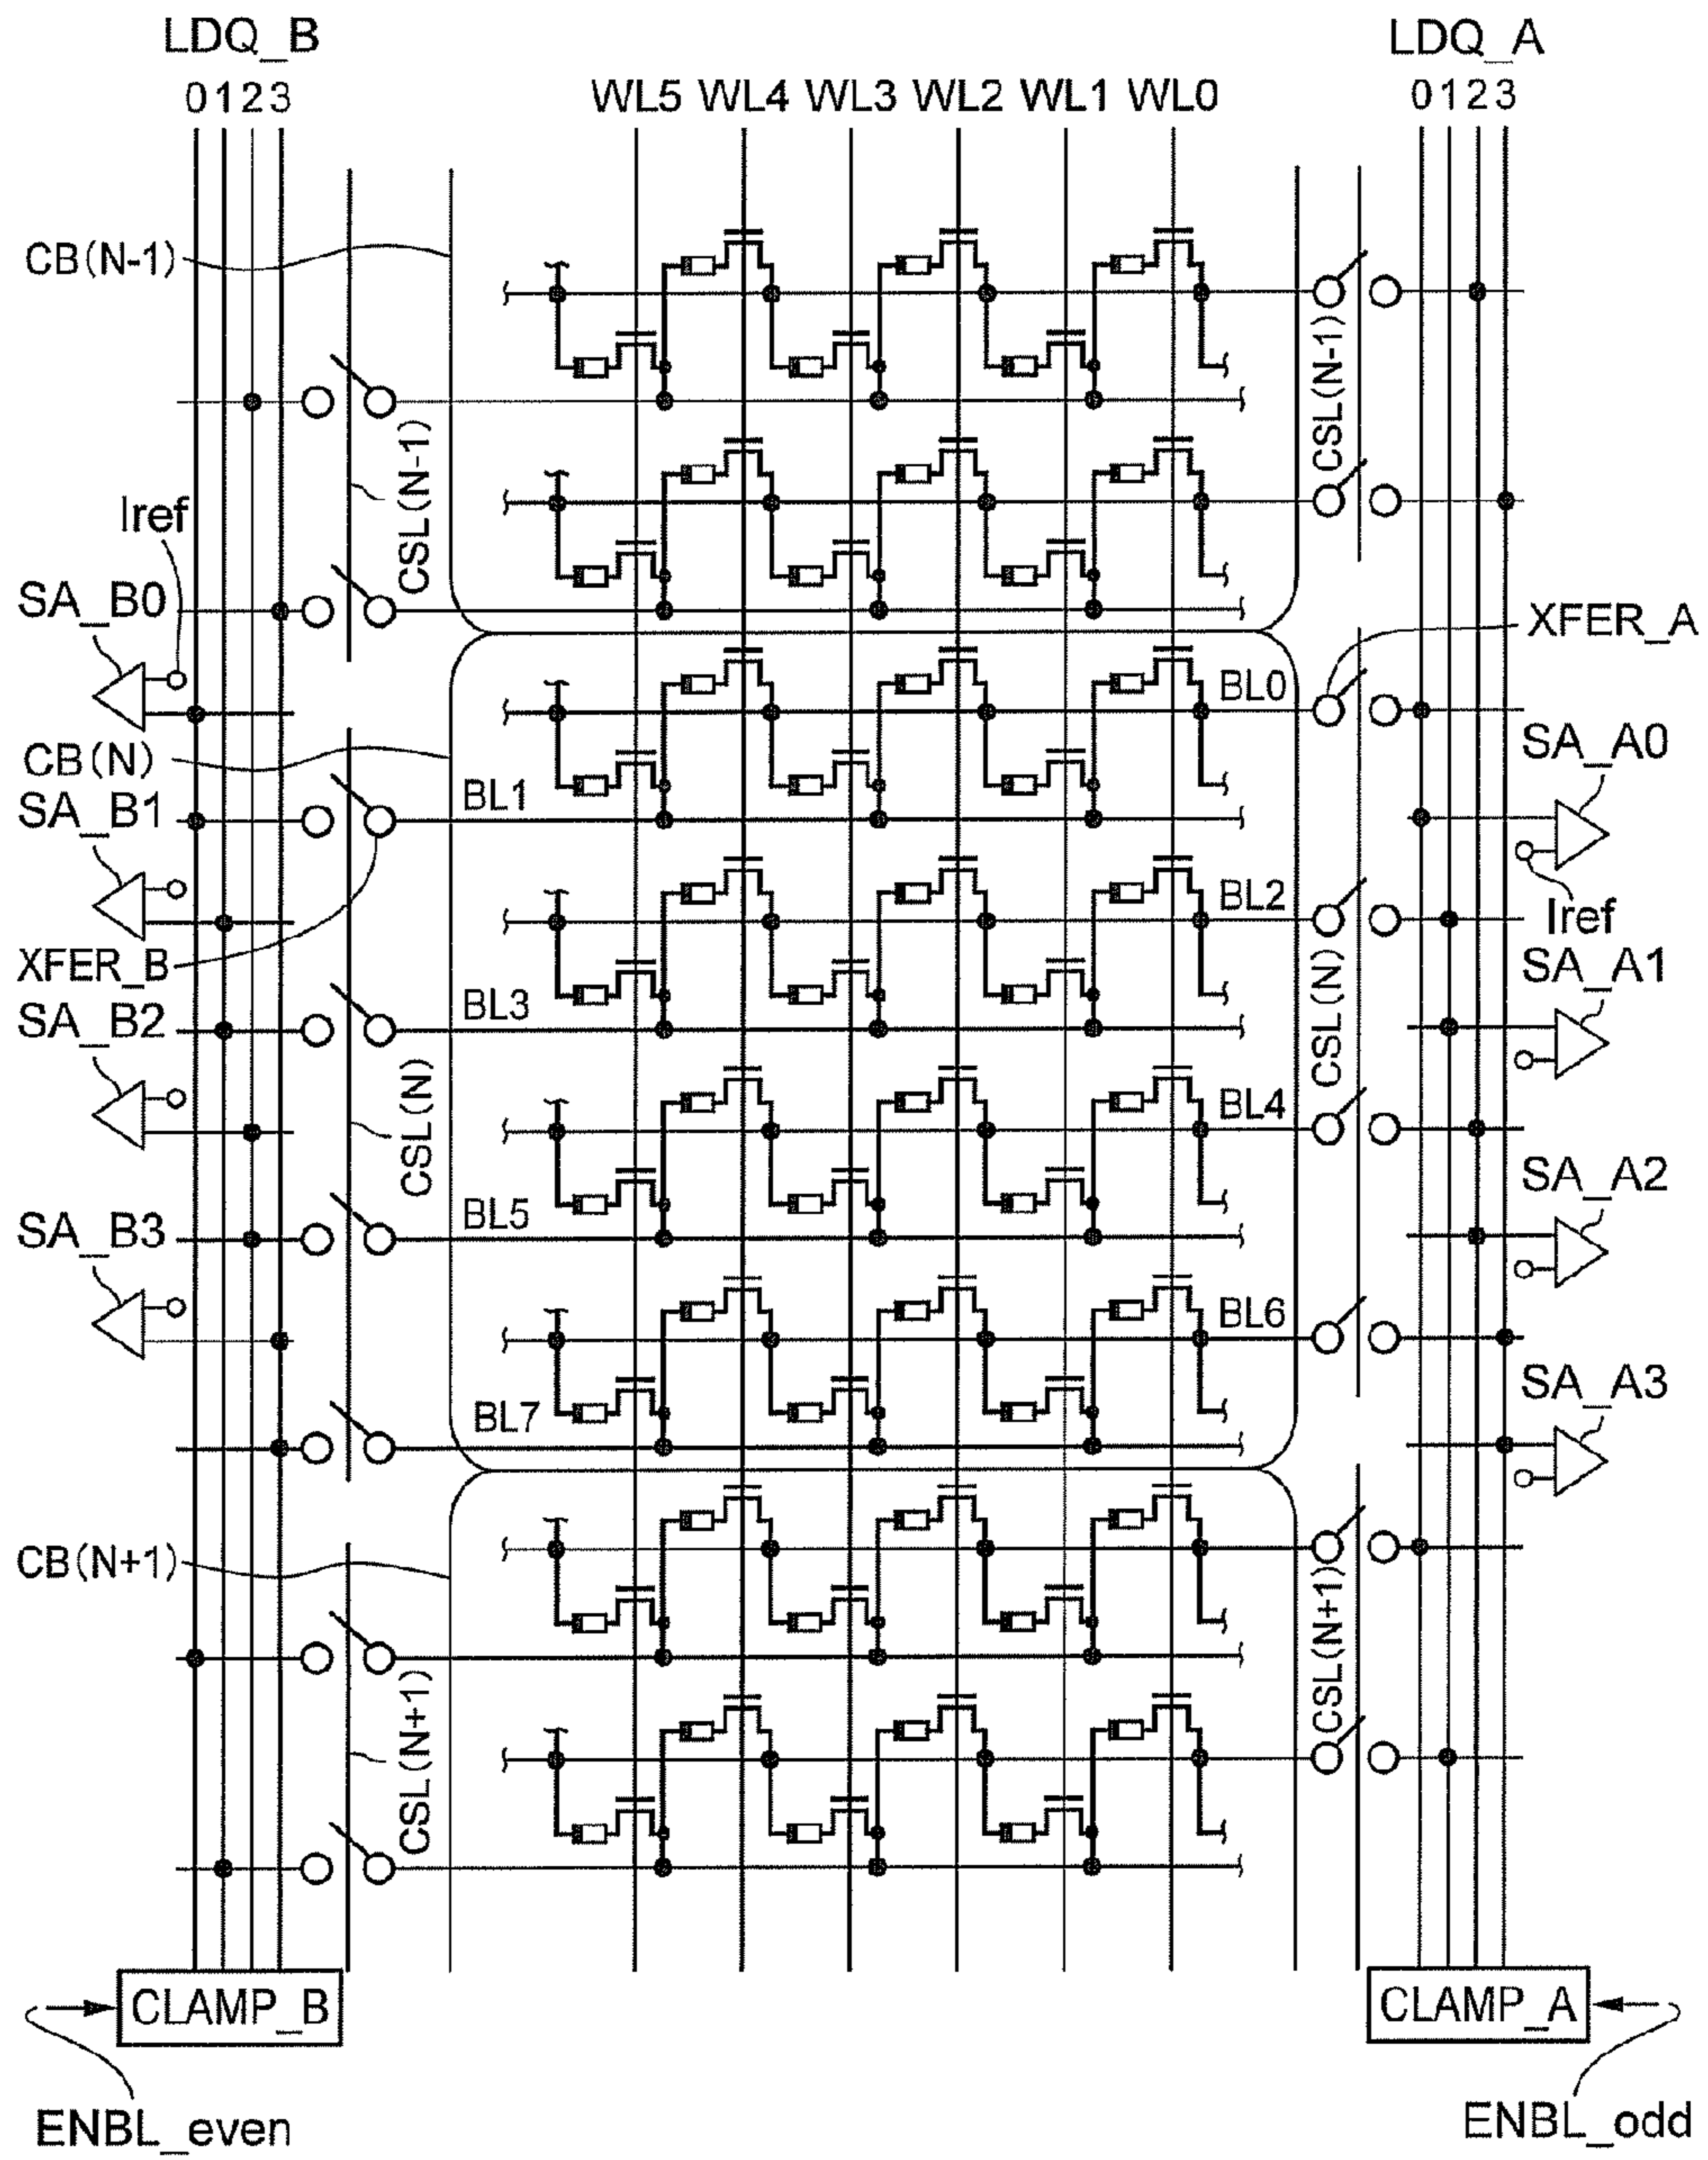 LDQ_B
LDQ_A
0123
WL5 WL4 WL3 WL2 WL1 WL0
0123
CB(N-1)
CSL(N-1)
CSL(N-1)
Iref
SA_B0
XFER_A
BL0
SA_A0
CB(N)
BL1
SA_B1
BL2
Iref
XFER_B
SA_A1
BL3
CSL(N)
SA_B2
CSL(N)
BL4
SA_A2
BL5
SA_B3
BL6
SA_A3
BL7
CB(N+1)
CSL(N+1)
CSL(N+1)
CLAMP_B
CLAMP_A
ENBL_even
ENBL_odd